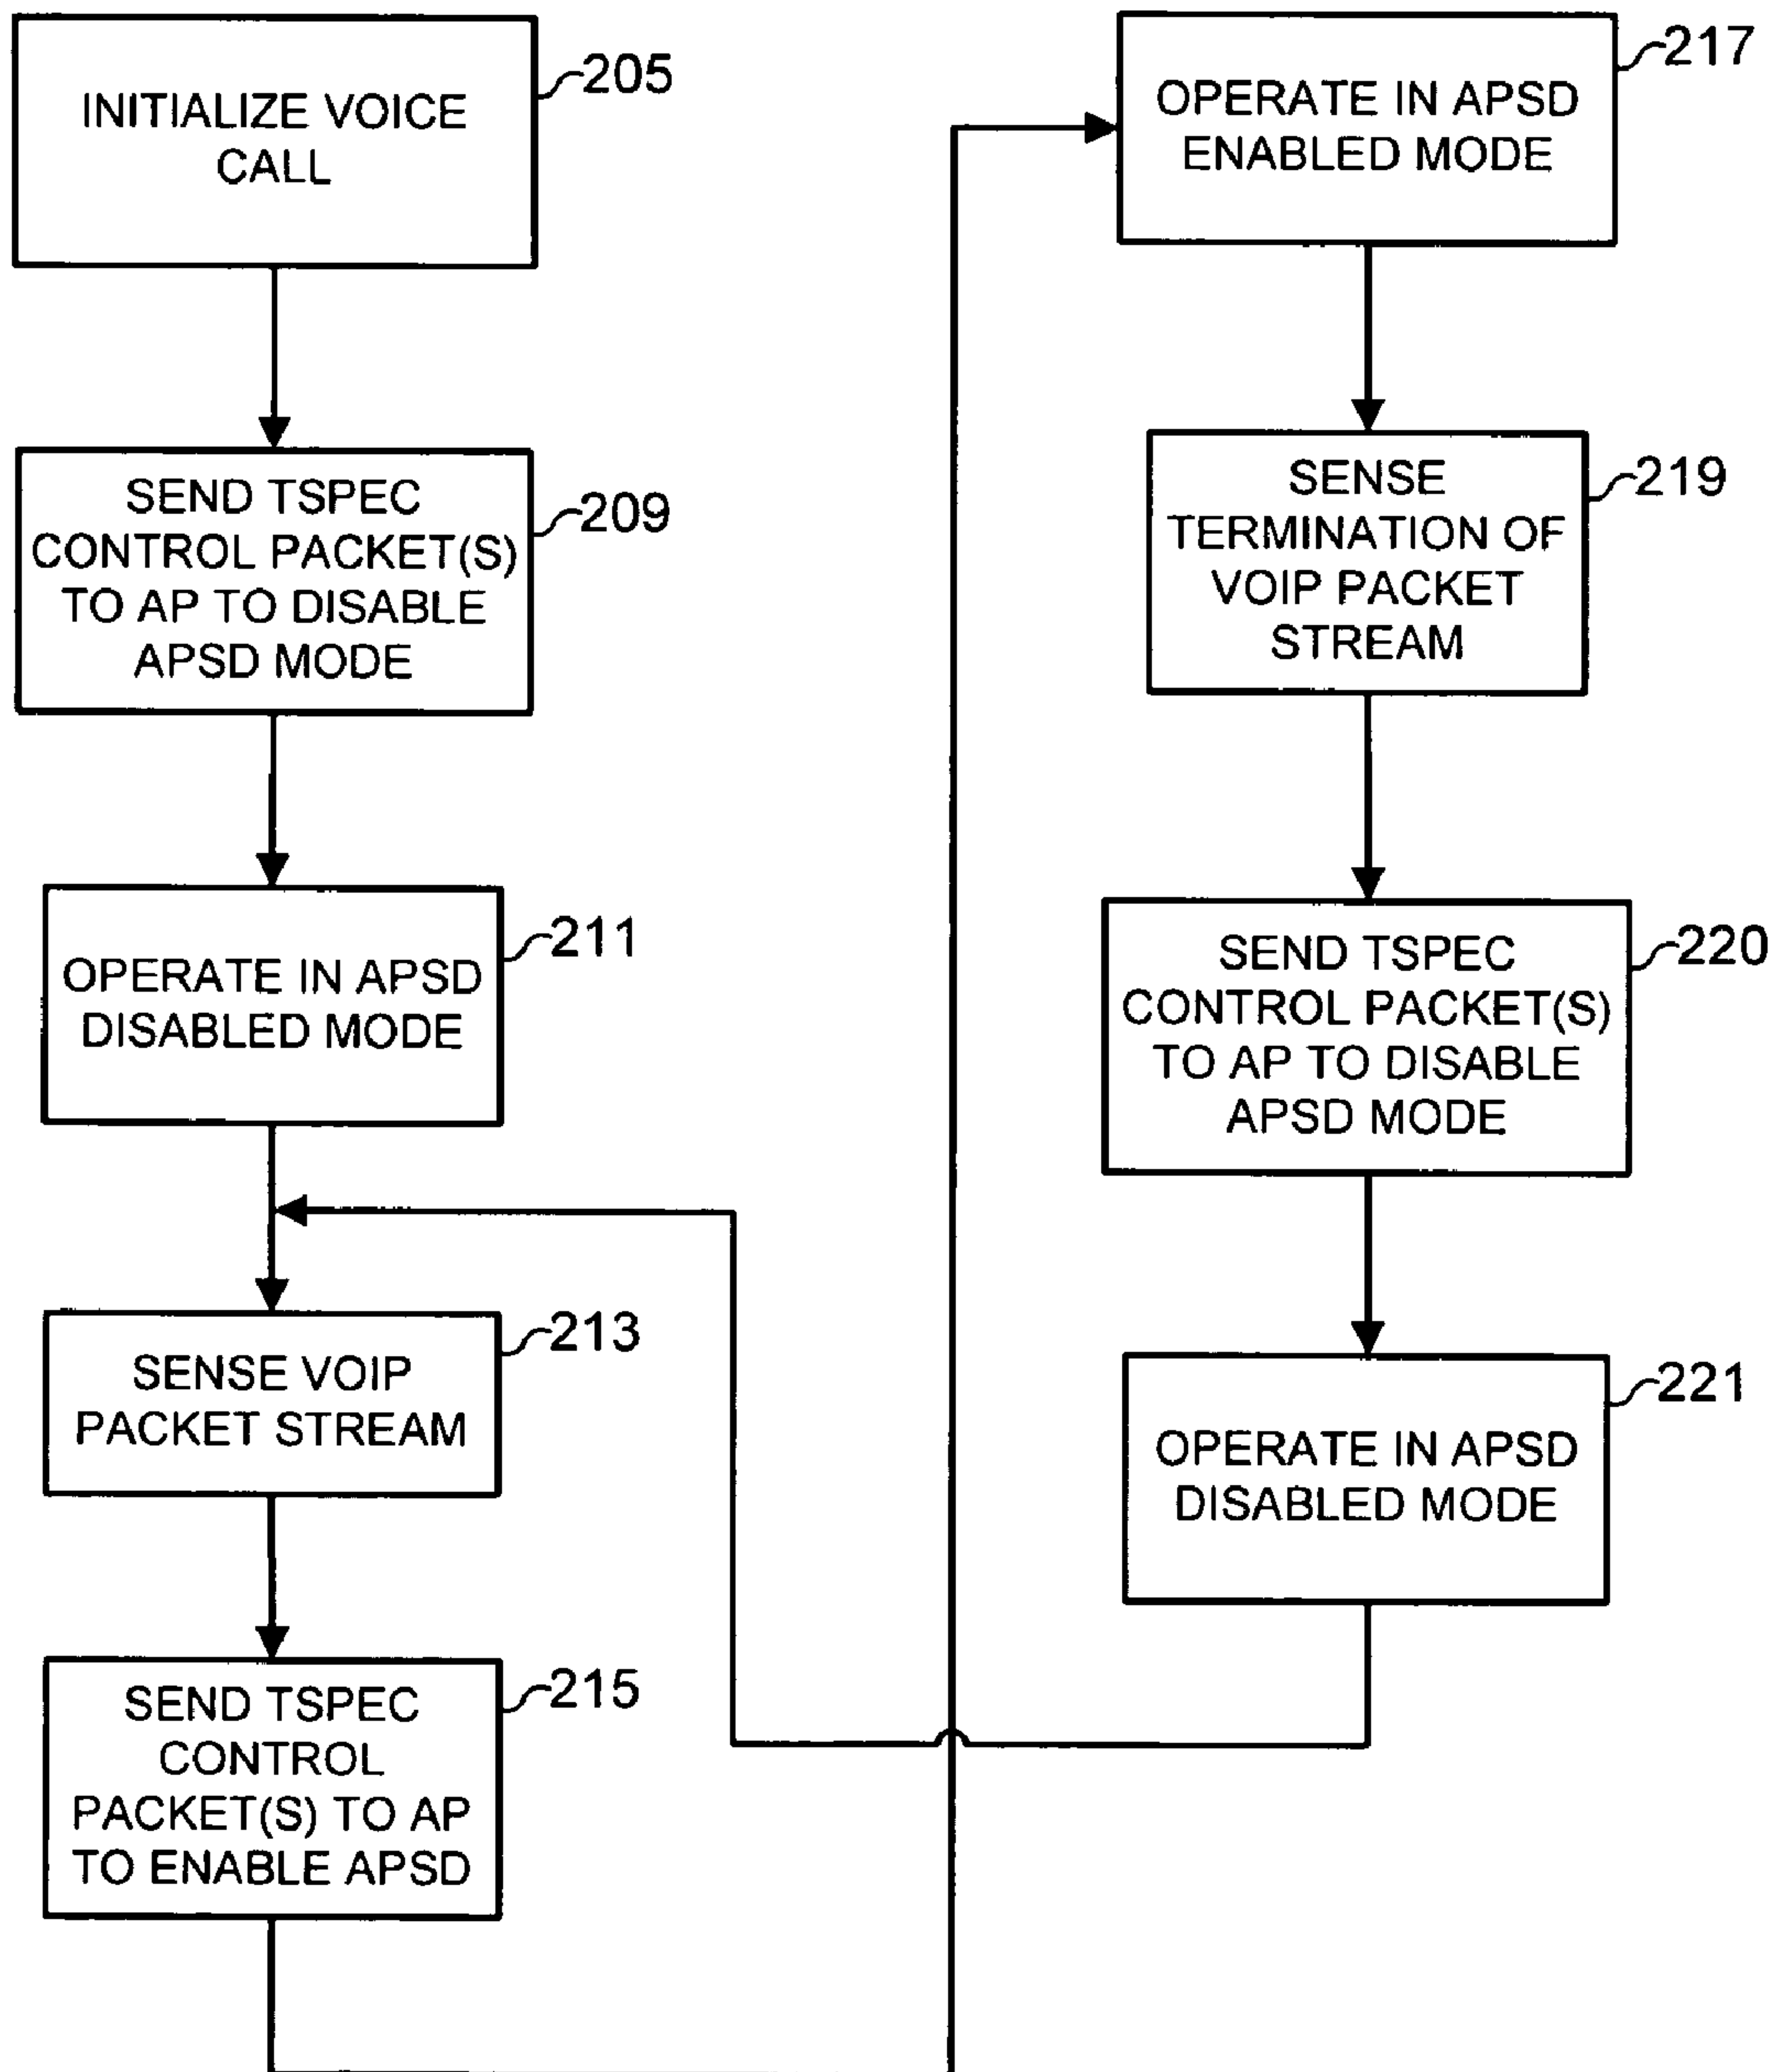 INITIALIZE VOICE
CALL
205
SEND TSPEC
CONTROL PACKET(S)
TO AP TO DISABLE
APSD MODE
209
OPERATE IN APSD
DISABLED MODE
211
SENSE VOIP
PACKET STREAM
213
SEND TSPEC
CONTROL
PACKET(S) TO AP
TO ENABLE APSD
215
OPERATE IN APSD
ENABLED MODE
217
SENSE
TERMINATION OF
VOIP PACKET
STREAM
219
SEND TSPEC
CONTROL PACKET(S)
TO AP TO DISABLE
APSD MODE
220
OPERATE IN APSD
DISABLED MODE
221